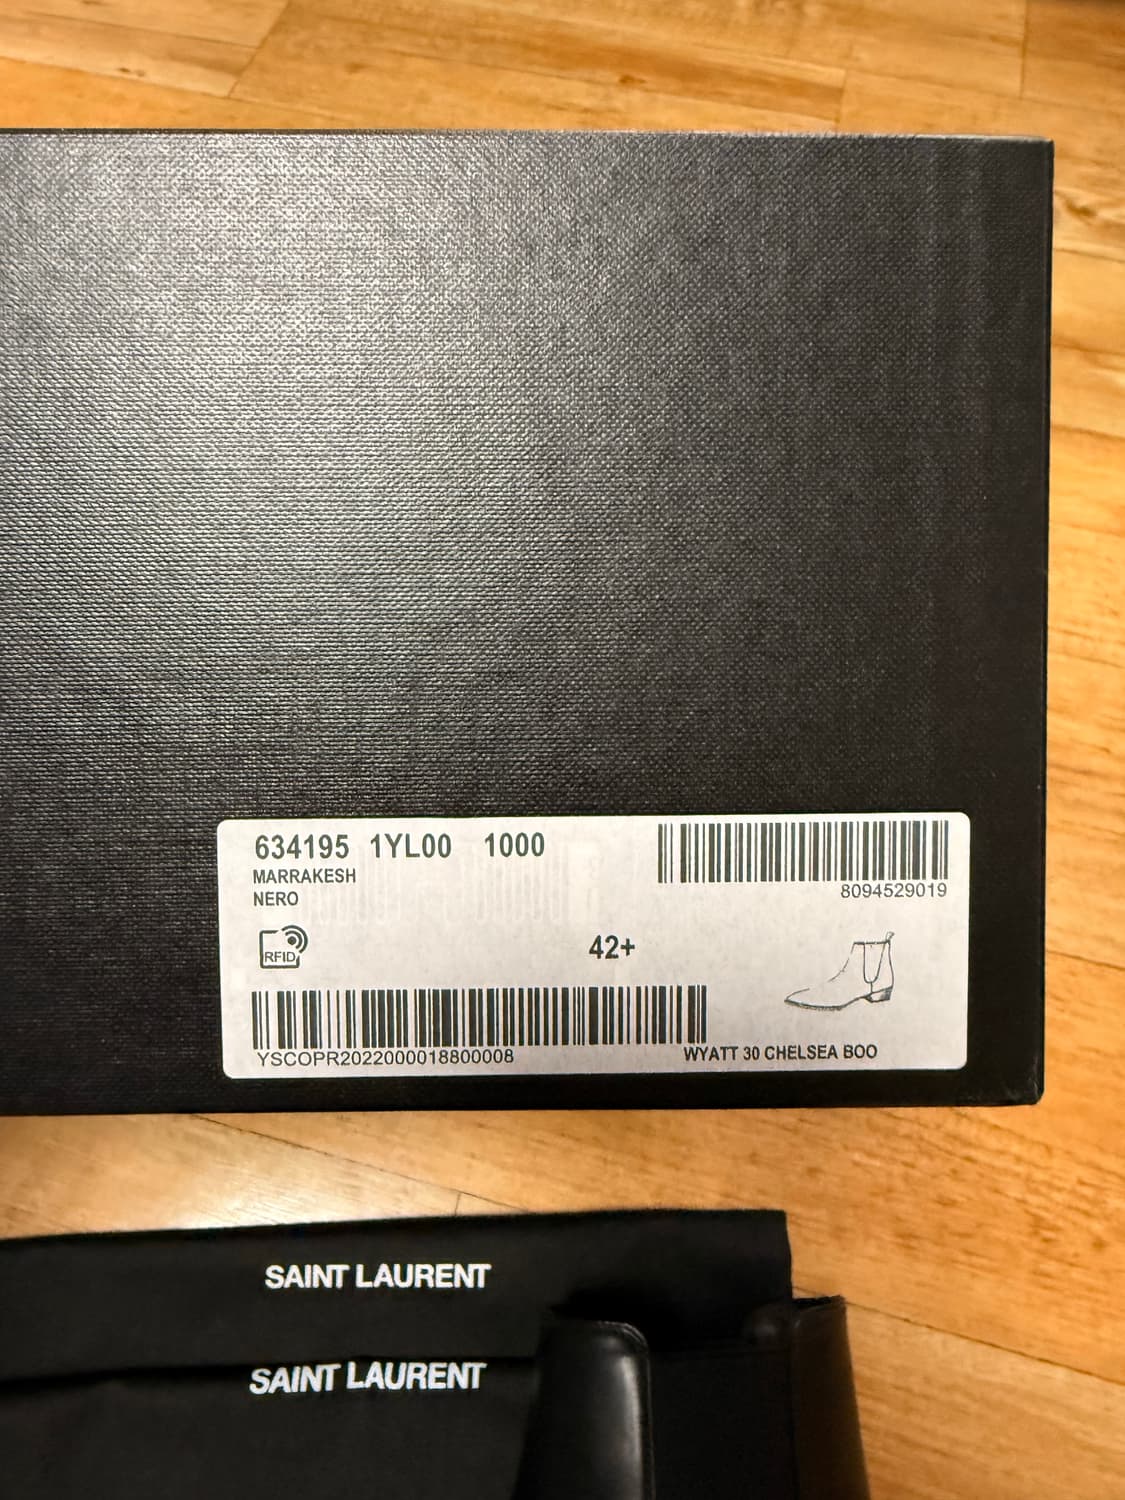 634195 1YL00 1000
MARRAKESH
NERO
8094529019
RFID
42+
YSCOPR2022000018800008
WYATT 30 CHELSEA BOO
SAINT LAURENT
SAINT LAURENT